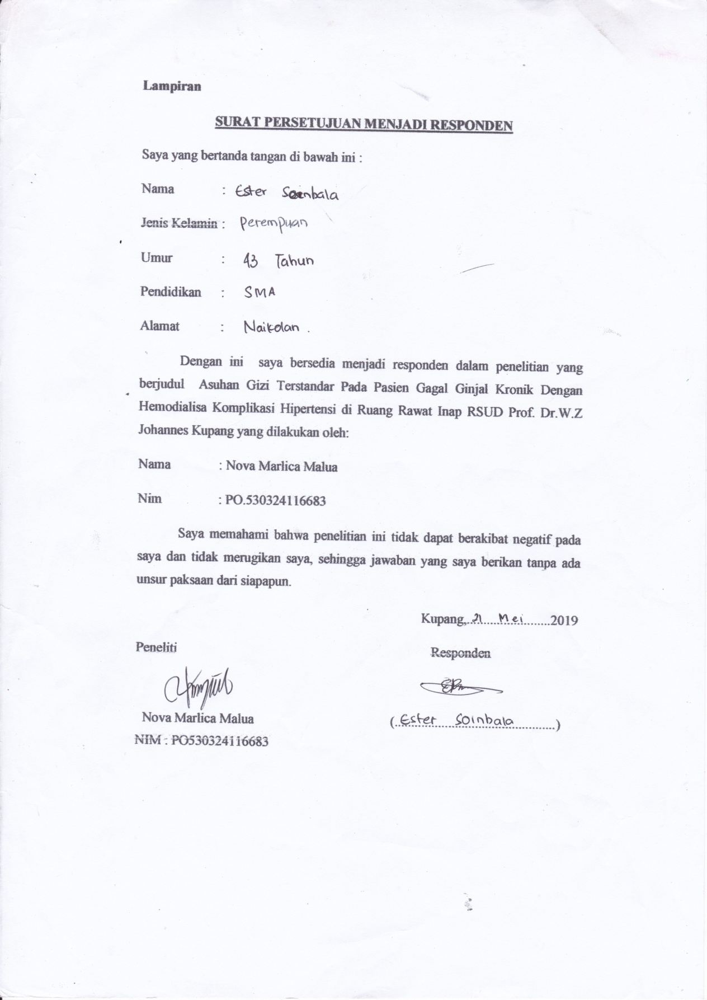 Lampiran
SURAT PERSETUJUAN MENJADI RESPONDEN
Saya yang bertanda tangan di bawah ini :
Nama : Ester Soinbala
Jenis Kelamin : Perempuan
Umur : 43 Tahun
Pendidikan : SMA
Alamat : Naikolan .
Dengan ini saya bersedia menjadi responden dalam penelitian yang
berjudul Asuhan Gizi Terstandar Pada Pasien Gagal Ginjal Kronik Dengan
Hemodialisa Komplikasi Hipertensi di Ruang Rawat Inap RSUD Prof. Dr.W.Z
Johannes Kupang yang dilakukan oleh:
Nama : Nova Marlica Malua
Nim : PO.530324116683
Saya memahami bahwa penelitian ini tidak dapat berakibat negatif pada
saya dan tidak merugikan saya, sehingga jawaban yang saya berikan tanpa ada
unsur paksaan dari siapapun.
Kupang, 21 Mei 2019
Peneliti
Responden
Nova Marlica Malua
(Ester Soinbala)
NIM : PO530324116683